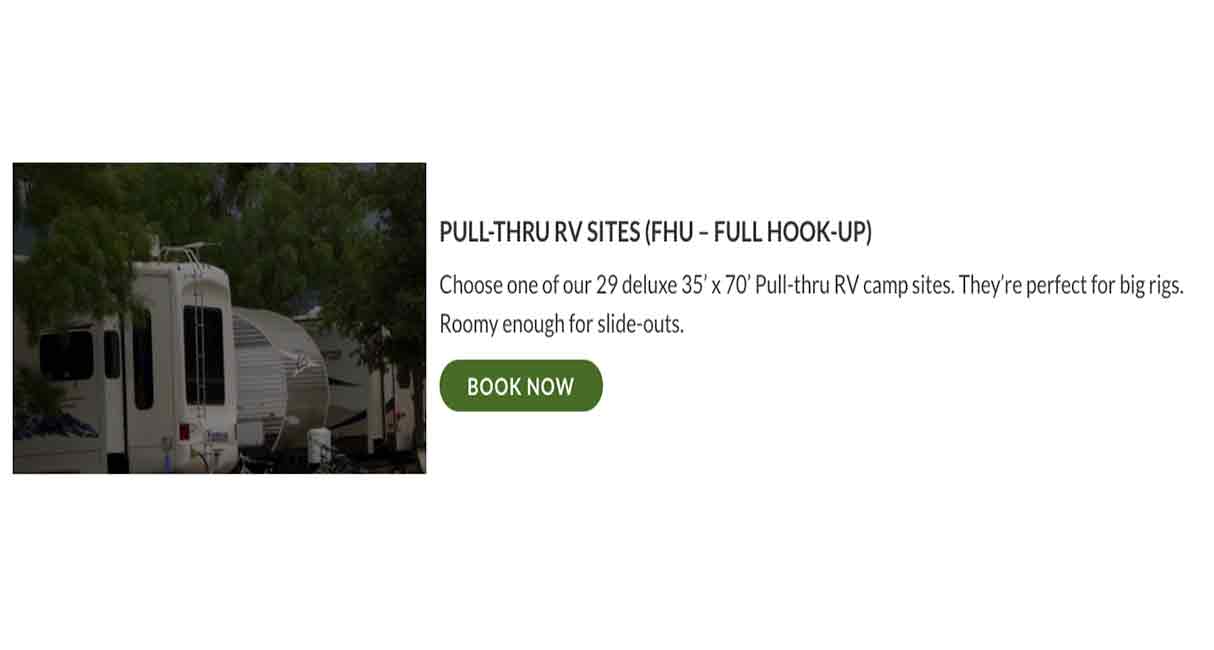 PULL-THRU RV SITES (FHU – FULL HOOK-UP)
Choose one of our 29 deluxe 35’ x 70’ Pull-thru RV camp sites. They’re perfect for big rigs.
Roomy enough for slide-outs.
BOOK NOW